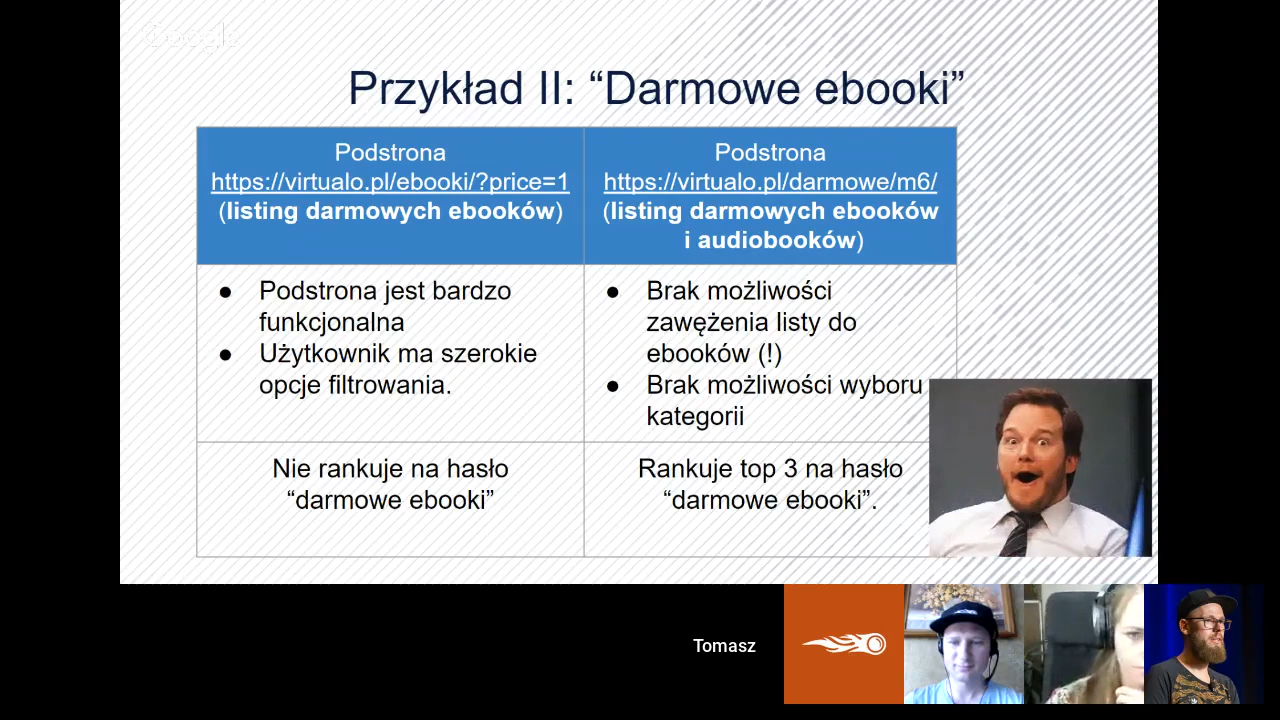 Google
Przykład II: “Darmowe ebooki”
Podstrona
https://virtualo.pl/ebooki/?price=1
(listing darmowych ebooków)
Podstrona
https://virtualo.pl/darmowe/m6/
(listing darmowych ebooków
i audiobooków)
● Podstrona jest bardzo
funkcjonalna
● Użytkownik ma szerokie
opcje filtrowania.
● Brak możliwości
zawężenia listy do
ebooków (!)
● Brak możliwości wyboru
kategorii
Nie rankuje na hasło
“darmowe ebooki”
Rankuje top 3 na hasło
“darmowe ebooki”.
Tomasz